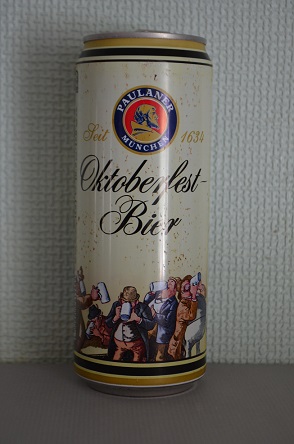 PAULANER
MÜNCHEN
Seit 1634
Oktoberfest-
Bier